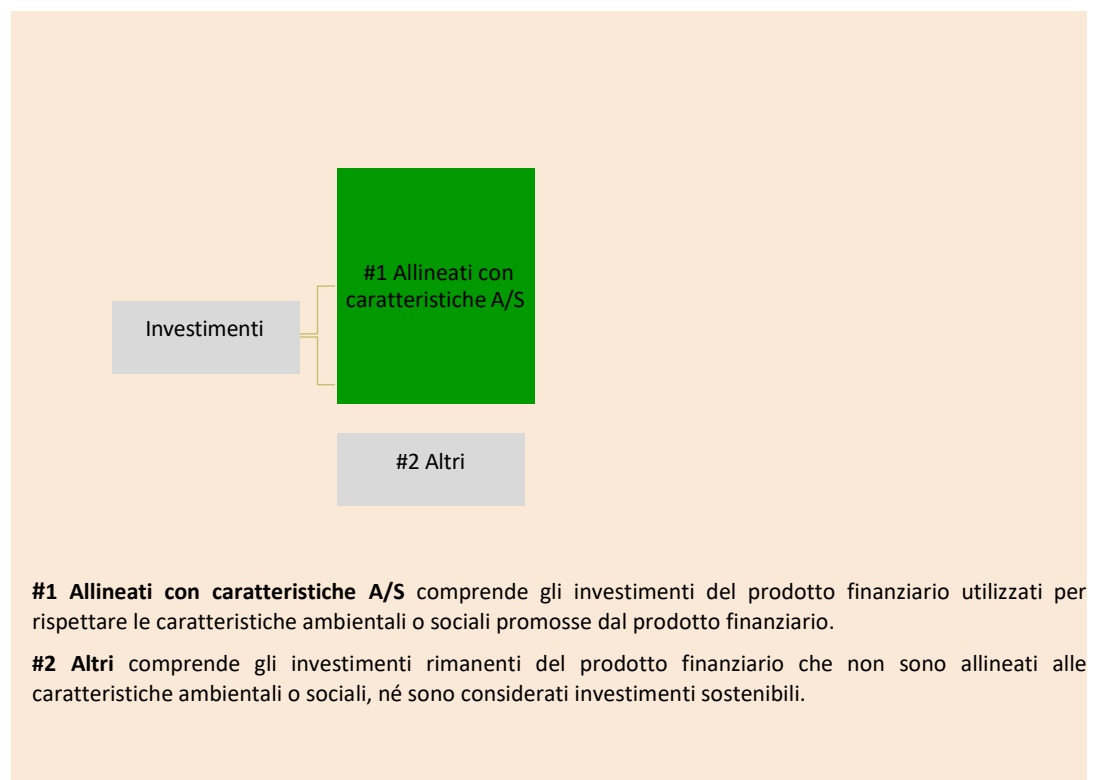 #1 Allineati con
caratteristiche A/S
Investimenti
#2 Altri
#1 Allineati con caratteristiche A/S comprende gli investimenti del prodotto finanziario utilizzati per
rispettare le caratteristiche ambientali o sociali promosse dal prodotto finanziario.
#2 Altri comprende gli investimenti rimanenti del prodotto finanziario che non sono allineati alle
caratteristiche ambientali o sociali, né sono considerati investimenti sostenibili.